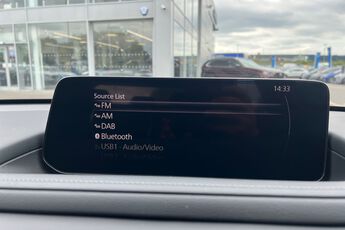 Source List
14:33
FM
AM
DAB
Bluetooth
USB1 - Audio/Video